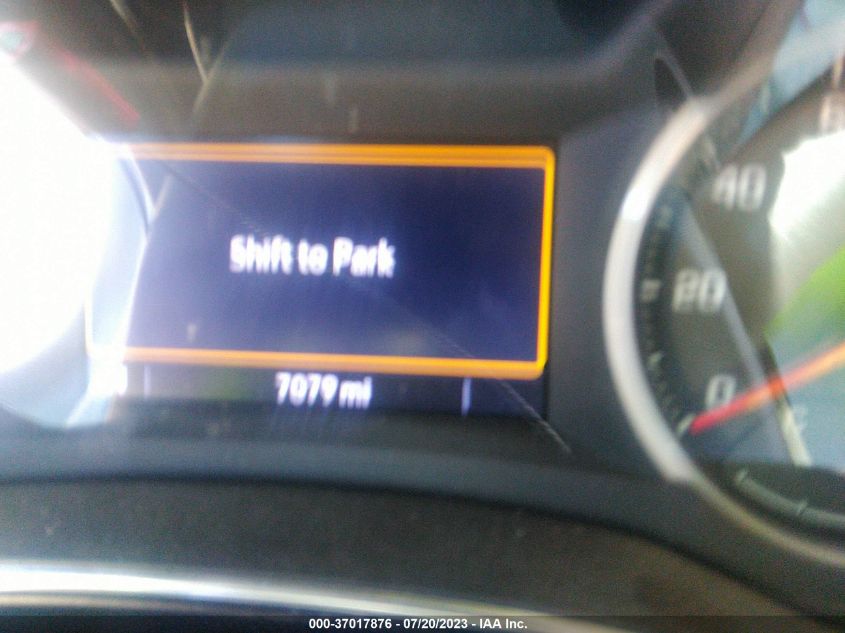 Shift to Park
7079 mi
40
20
0
000-37017876 - 07/20/2023 - IAA Inc.